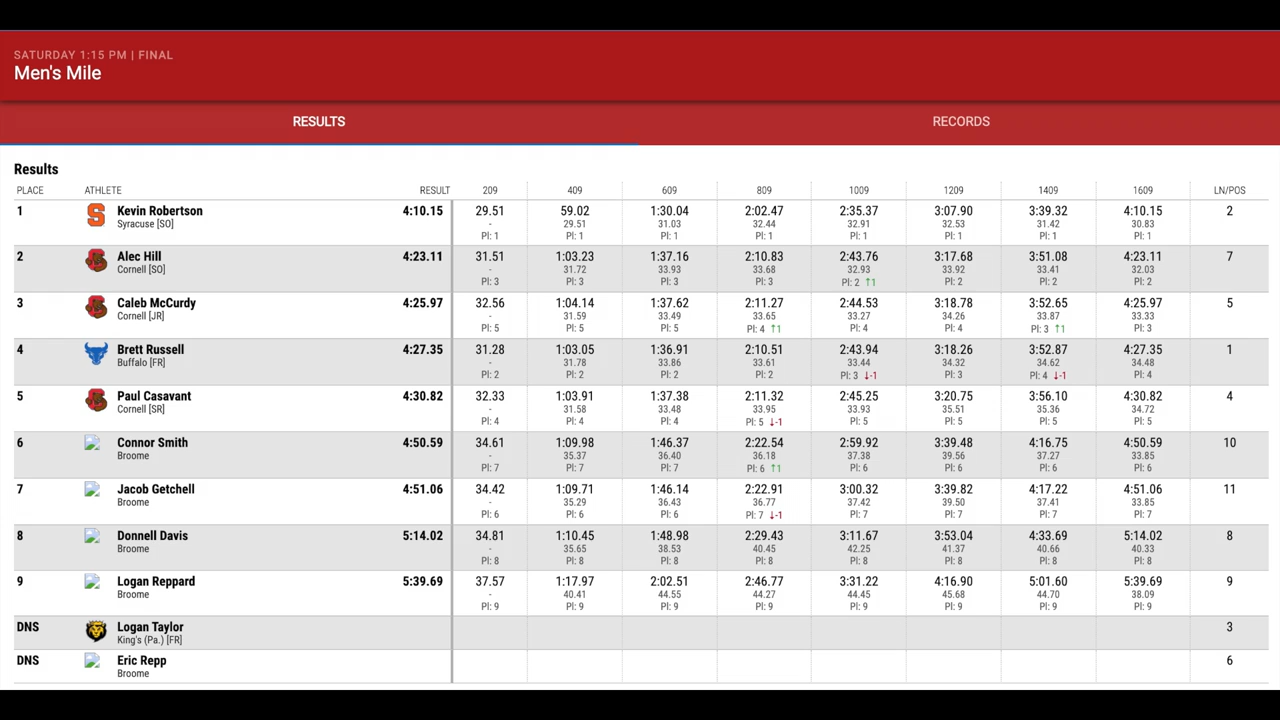 SATURDAY 1:15 PM | FINAL
Men's Mile
RESULTS RECORDS
Results
PLACE ATHLETE RESULT 209 409 609 809 1009 1209 1409 1609 LN/POS
1 Kevin Robertson 4:10.15 29.51 59.02 1:30.04 2:02.47 2:35.37 3:07.90 3:39.32 4:10.15 2
Syracuse [SO] - 29.51 31.03 32.44 32.91 32.53 31.42 30.83
Pl: 1 Pl: 1 Pl: 1 Pl: 1 Pl: 1 Pl: 1 Pl: 1 Pl: 1
2 Alec Hill 4:23.11 31.51 1:03.23 1:37.16 2:10.83 2:43.76 3:17.68 3:51.08 4:23.11 7
Cornell [SO] - 31.72 33.93 33.68 32.93 33.92 33.41 32.03
Pl: 3 Pl: 3 Pl: 3 Pl: 3 Pl: 2 ↑1 Pl: 2 Pl: 2 Pl: 2
3 Caleb McCurdy 4:25.97 32.56 1:04.14 1:37.62 2:11.27 2:44.53 3:18.78 3:52.65 4:25.97 5
Cornell [JR] - 31.59 33.49 33.65 33.27 34.26 33.87 33.33
Pl: 5 Pl: 5 Pl: 5 Pl: 4 ↑1 Pl: 4 Pl: 4 Pl: 3 ↑1 Pl: 3
4 Brett Russell 4:27.35 31.28 1:03.05 1:36.91 2:10.51 2:43.94 3:18.26 3:52.87 4:27.35 1
Buffalo [FR] - 31.78 33.86 33.61 33.44 34.32 34.62 34.48
Pl: 2 Pl: 2 Pl: 2 Pl: 2 Pl: 3 ↓-1 Pl: 3 Pl: 4 ↓-1 Pl: 4
5 Paul Casavant 4:30.82 32.33 1:03.91 1:37.38 2:11.32 2:45.25 3:20.75 3:56.10 4:30.82 4
Cornell [SR] - 31.58 33.48 33.95 33.93 35.51 35.36 34.72
Pl: 4 Pl: 4 Pl: 4 Pl: 5 ↓-1 Pl: 5 Pl: 5 Pl: 5 Pl: 5
6 Connor Smith 4:50.59 34.61 1:09.98 1:46.37 2:22.54 2:59.92 3:39.48 4:16.75 4:50.59 10
Broome - 35.37 36.40 36.18 37.38 39.56 37.27 33.85
Pl: 7 Pl: 7 Pl: 7 Pl: 6 ↑1 Pl: 6 Pl: 6 Pl: 6 Pl: 6
7 Jacob Getchell 4:51.06 34.42 1:09.71 1:46.14 2:22.91 3:00.32 3:39.82 4:17.22 4:51.06 11
Broome - 35.29 36.43 36.77 37.42 39.50 37.41 33.85
Pl: 6 Pl: 6 Pl: 6 Pl: 7 ↓-1 Pl: 7 Pl: 7 Pl: 7 Pl: 7
8 Donnell Davis 5:14.02 34.81 1:10.45 1:48.98 2:29.43 3:11.67 3:53.04 4:33.69 5:14.02 8
Broome - 35.65 38.53 40.45 42.25 41.37 40.66 40.33
Pl: 8 Pl: 8 Pl: 8 Pl: 8 Pl: 8 Pl: 8 Pl: 8 Pl: 8
9 Logan Reppard 5:39.69 37.57 1:17.97 2:02.51 2:46.77 3:31.22 4:16.90 5:01.60 5:39.69 9
Broome - 40.41 44.55 44.27 44.45 45.68 44.70 38.09
Pl: 9 Pl: 9 Pl: 9 Pl: 9 Pl: 9 Pl: 9 Pl: 9 Pl: 9
DNS Logan Taylor 3
King's (Pa.) [FR]
DNS Eric Repp 6
Broome